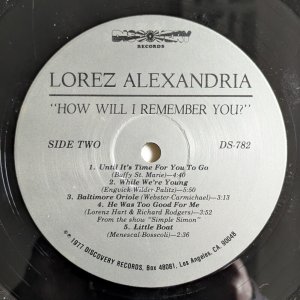 DISCOVERY
RECORDS
LOREZ ALEXANDRIA
"HOW WILL I REMEMBER YOU?"
SIDE TWO DS-782
1. Until It's Time For You To Go
(Buffy St. Marie)—4:40
2. While We're Young
(Engvick-Wilder-Palitz)—5:50
3. Baltimore Oriole (Webster-Carmichael)—3:13
4. He Was Too Good For Me
(Lorenz Hart & Richard Rodgers)—3:52
From the show "Simple Simon"
5. Little Boat
(Menescal Bosscoli)—2:36
©℗ 1977 DISCOVERY RECORDS, Box 48081, Los Angeles, CA. 90048